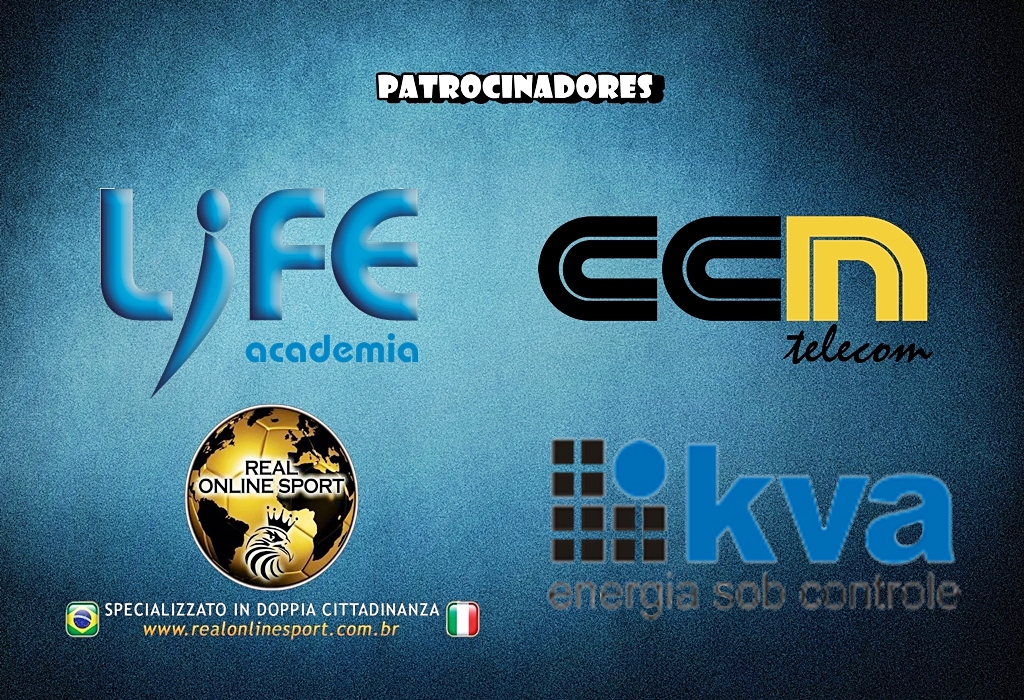 PATROCINADORES
LiFE
academia
CCN
telecom
REAL
ONLINE SPORT
SPECIALIZZATO IN DOPPIA CITTADINANZA
www.realonlinesport.com.br
kva
energia sob controle